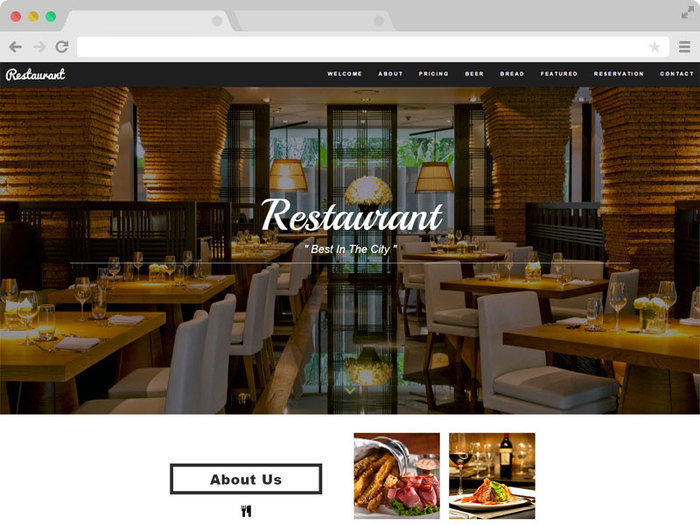 Restaurant
WELCOME ABOUT PRICING BEER BREAD FEATURED RESERVATION CONTACT
Restaurant
" Best In The City "
About Us